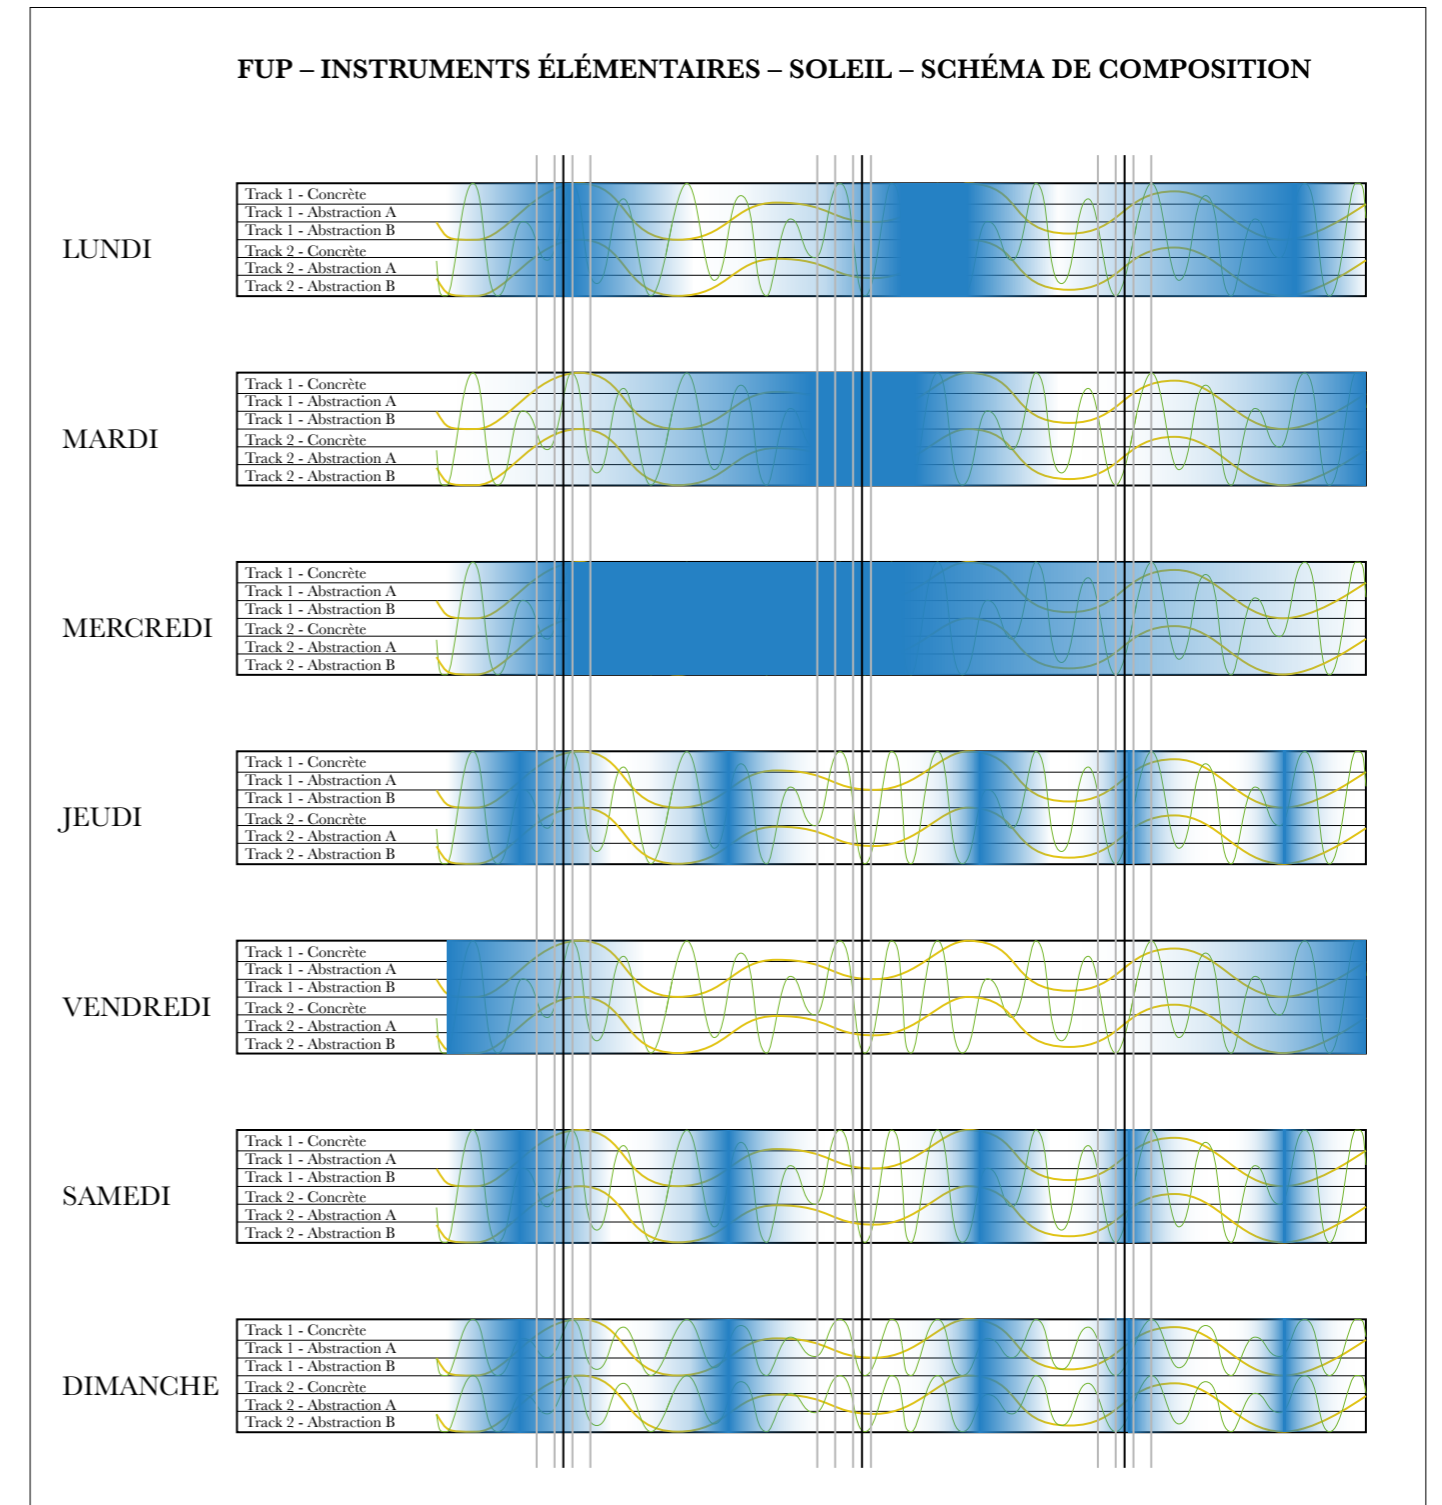 FUP – INSTRUMENTS ÉLÉMENTAIRES – SOLEIL – SCHÉMA DE COMPOSITION
LUNDI
Track 1 - Concrète
Track 1 - Abstraction A
Track 1 - Abstraction B
Track 2 - Concrète
Track 2 - Abstraction A
Track 2 - Abstraction B
MARDI
Track 1 - Concrète
Track 1 - Abstraction A
Track 1 - Abstraction B
Track 2 - Concrète
Track 2 - Abstraction A
Track 2 - Abstraction B
MERCREDI
Track 1 - Concrète
Track 1 - Abstraction A
Track 1 - Abstraction B
Track 2 - Concrète
Track 2 - Abstraction A
Track 2 - Abstraction B
JEUDI
Track 1 - Concrète
Track 1 - Abstraction A
Track 1 - Abstraction B
Track 2 - Concrète
Track 2 - Abstraction A
Track 2 - Abstraction B
VENDREDI
Track 1 - Concrète
Track 1 - Abstraction A
Track 1 - Abstraction B
Track 2 - Concrète
Track 2 - Abstraction A
Track 2 - Abstraction B
SAMEDI
Track 1 - Concrète
Track 1 - Abstraction A
Track 1 - Abstraction B
Track 2 - Concrète
Track 2 - Abstraction A
Track 2 - Abstraction B
DIMANCHE
Track 1 - Concrète
Track 1 - Abstraction A
Track 1 - Abstraction B
Track 2 - Concrète
Track 2 - Abstraction A
Track 2 - Abstraction B